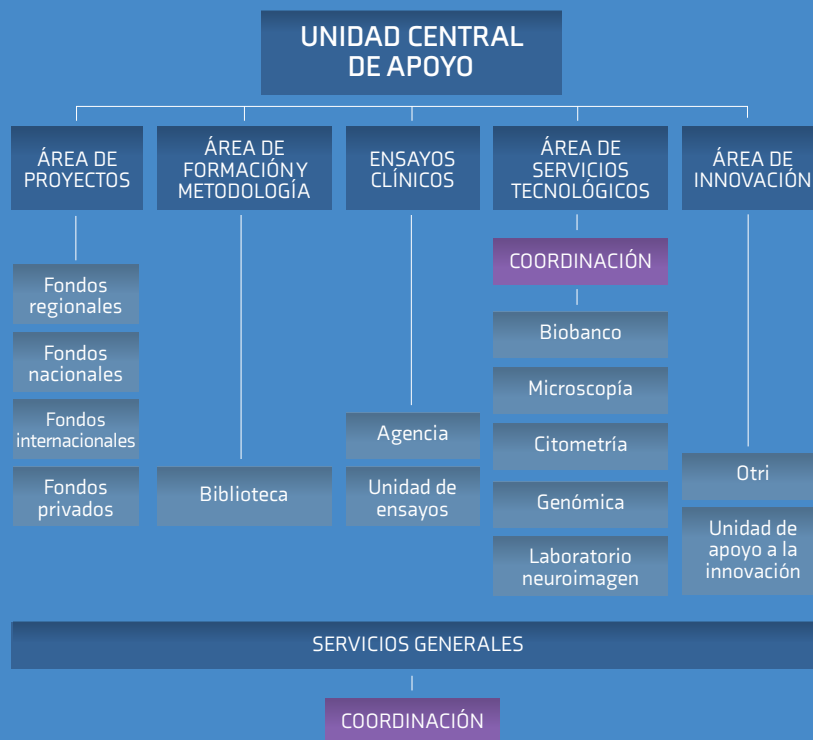 UNIDAD CENTRAL
DE APOYO
ÁREA DE
PROYECTOS
ÁREA DE
FORMACIÓNY
METODOLOGÍA
ENSAYOS
CLÍNICOS
ÁREA DE
SERVICIOS
TECNOLÓGICOS
ÁREA DE
INNOVACIÓN
Fondos
regionales
Fondos
nacionales
Fondos
internacionales
Fondos
privados
Biblioteca
Agencia
Unidad de
ensayos
COORDINACIÓN
Biobanco
Microscopía
Citometría
Genómica
Laboratorio
neuroimagen
Otri
Unidad de
apoyo a la
innovación
SERVICIOS GENERALES
COORDINACIÓN